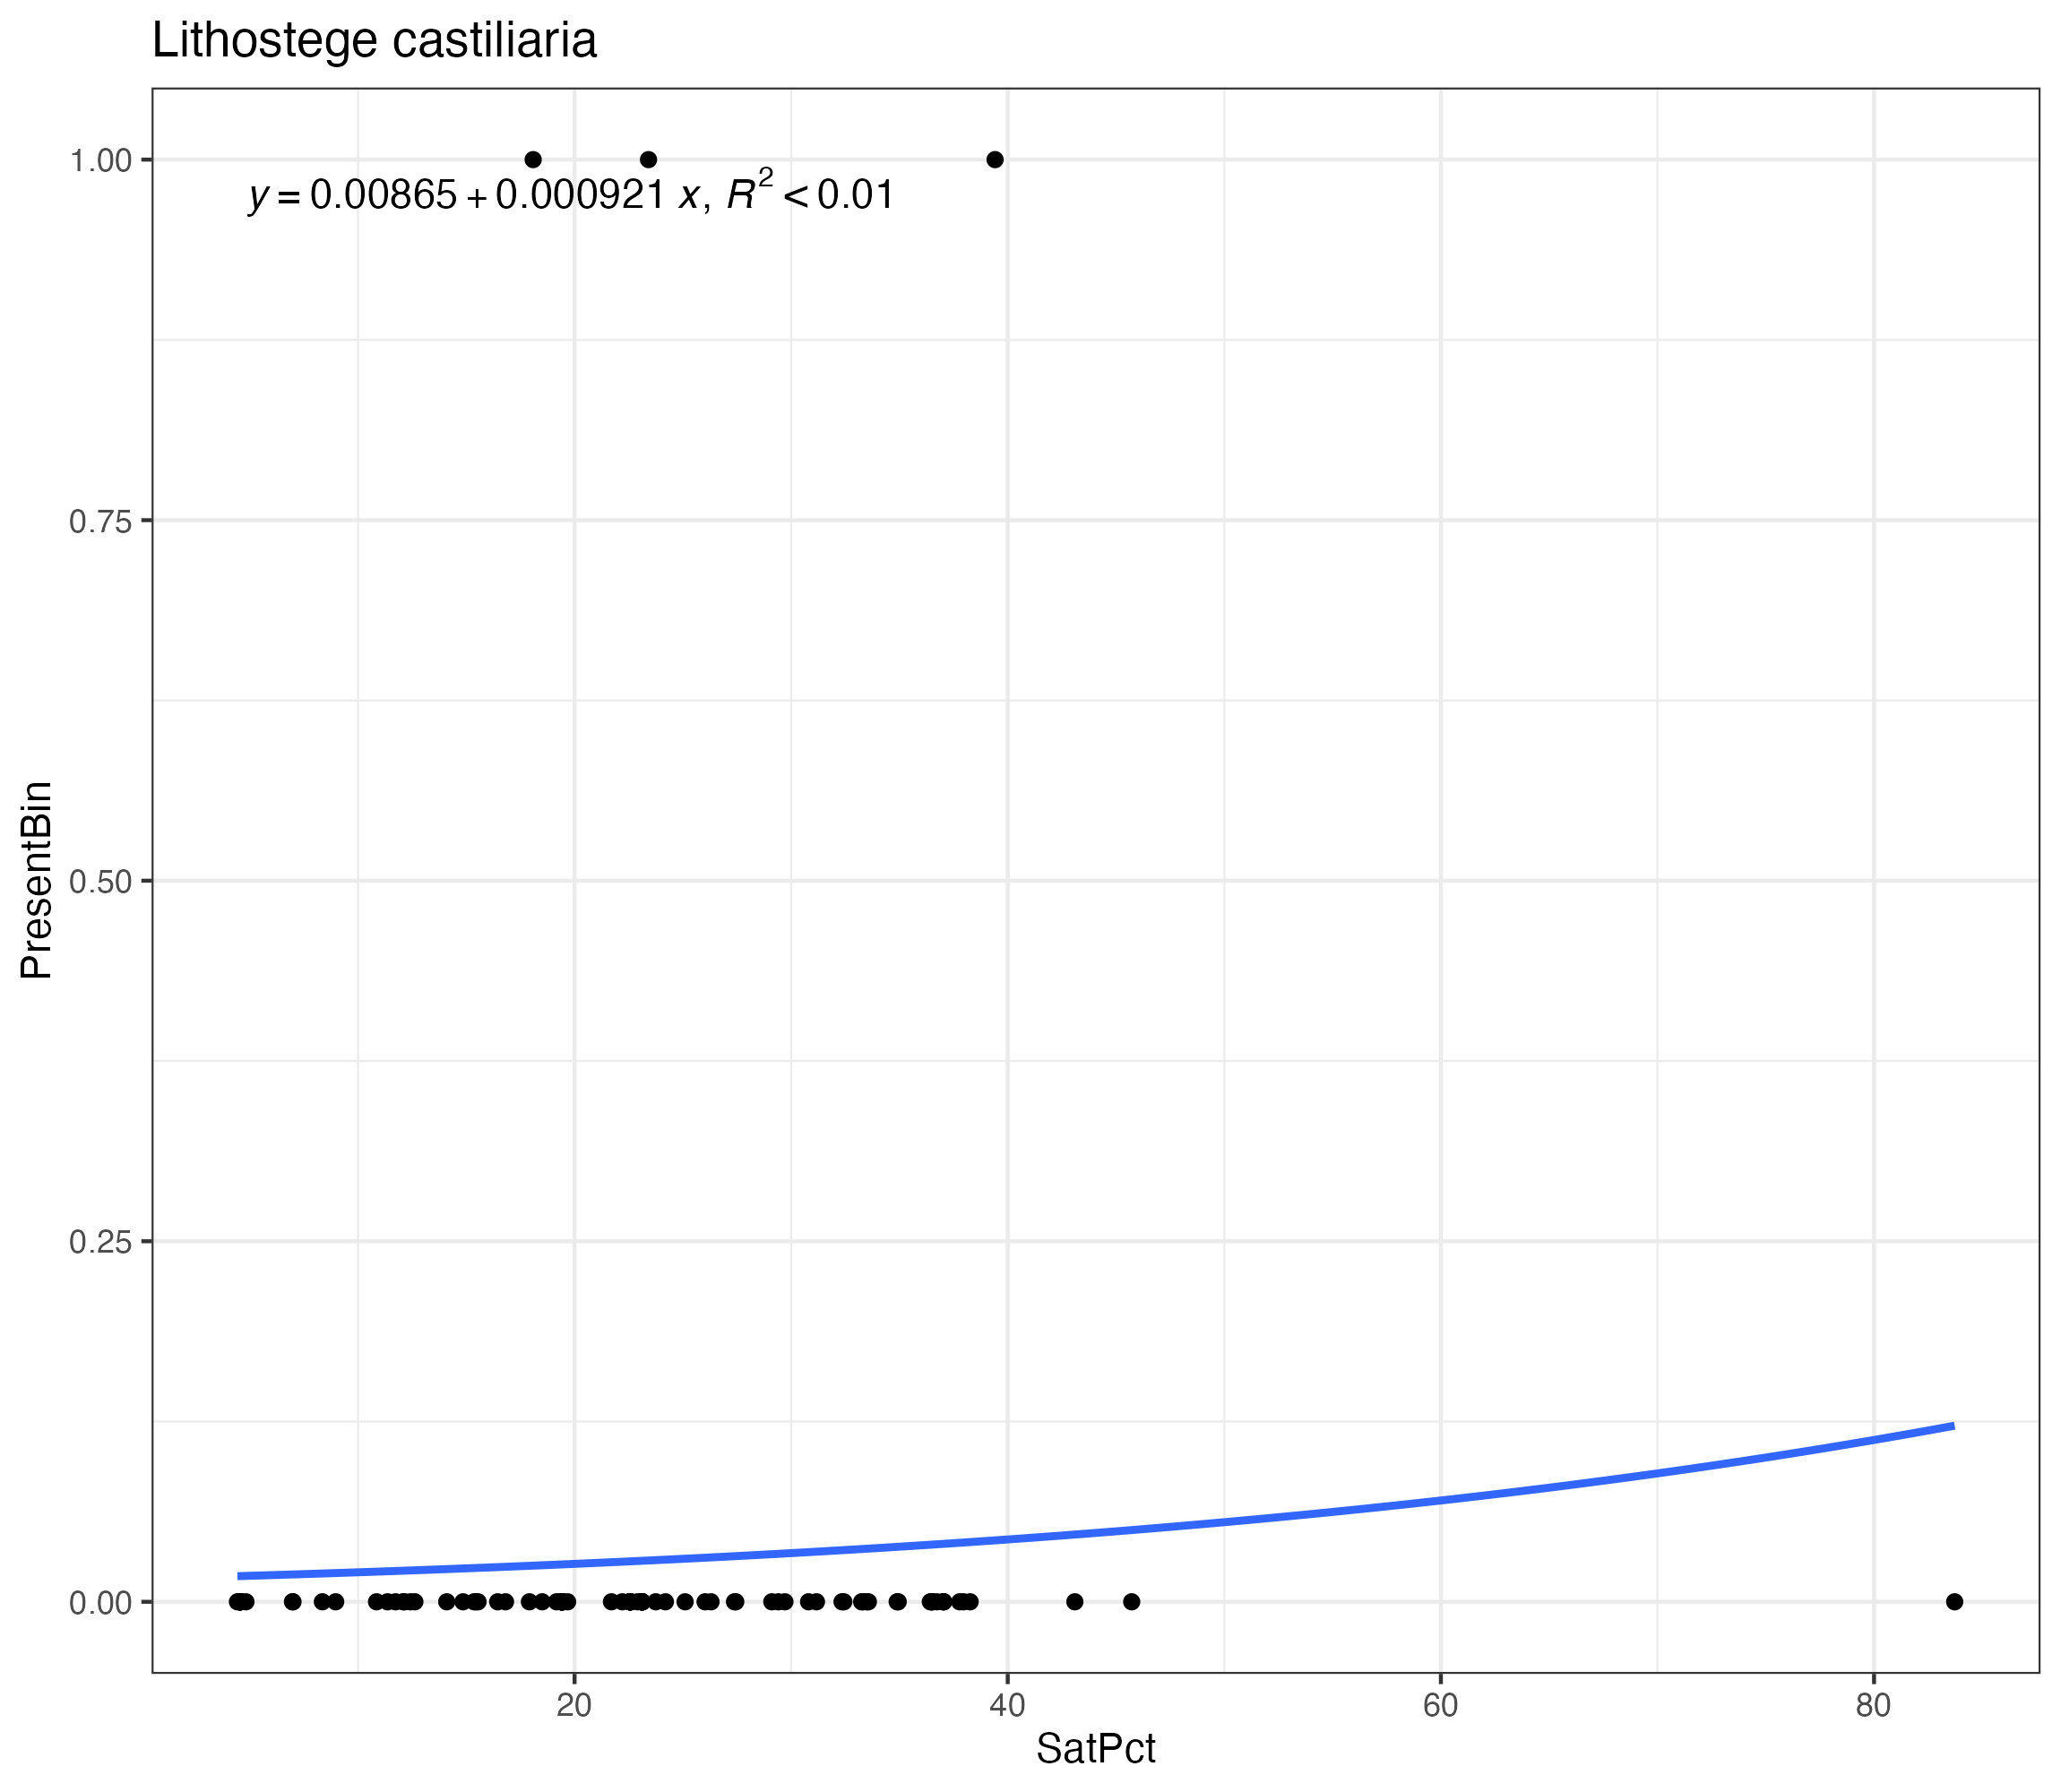 Lithostege castiliaria
1.00
y = 0.00865 + 0.000921 x, R² < 0.01
0.75
PresentBin
0.50
0.25
0.00
20 40 60 80
SatPct